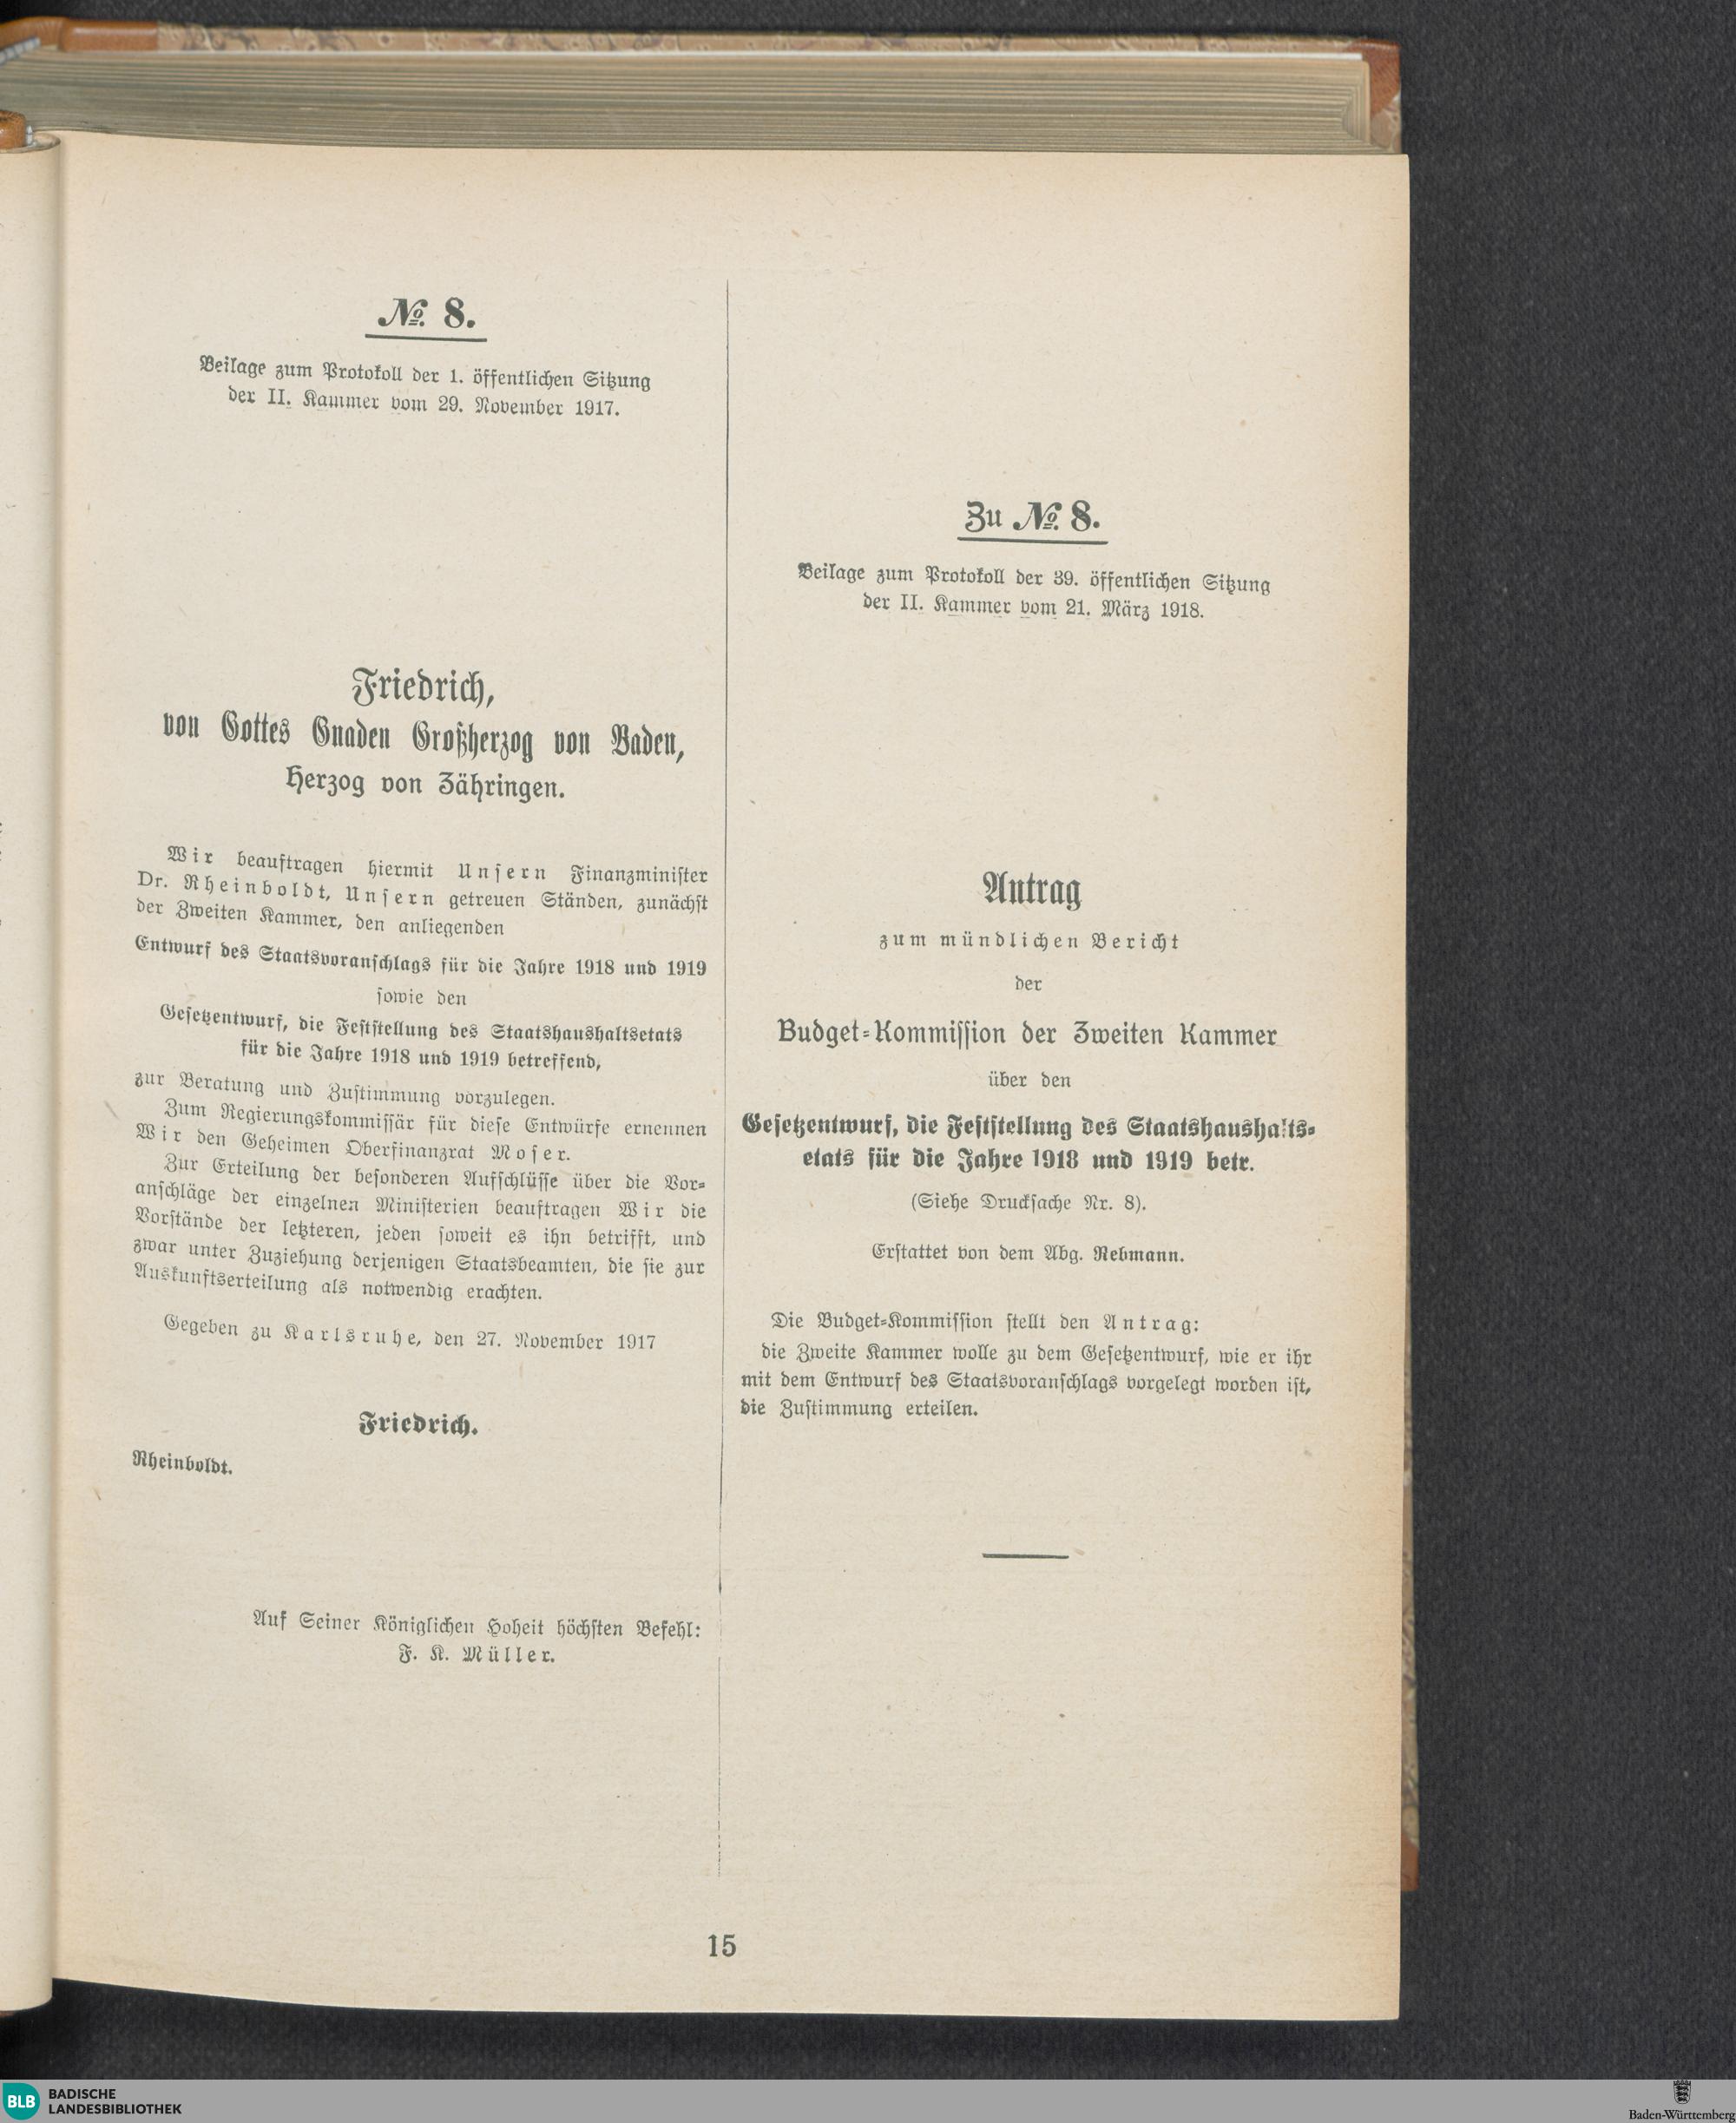 № 8.
Beilage zum Protokoll der 1. öffentlichen Sitzung
der II. Kammer vom 29. November 1917.
Friedrich,
von Gottes Gnaden Großherzog von Baden,
Herzog von Zähringen.
Wir beauftragen hiermit Unsern Finanzminister
Dr. Rheinboldt, Unsern getreuen Ständen, zunächst
der Zweiten Kammer, den anliegenden
Entwurf des Staatsvoranschlags für die Jahre 1918 und 1919
sowie den
Gesetzentwurf, die Feststellung des Staatshaushaltsetats
für die Jahre 1918 und 1919 betreffend,
zur Beratung und Zustimmung vorzulegen.
Zum Regierungskommissär für diese Entwürfe ernennen
Wir den Geheimen Oberfinanzrat Moser.
Zur Erteilung der besonderen Aufschlüsse über die Vor-
anschläge der einzelnen Ministerien beauftragen Wir die
Vorstände der letzteren, jeden soweit es ihn betrifft, und
zwar unter Zuziehung derjenigen Staatsbeamten, die sie zur
Auskunftserteilung als notwendig erachten.
Gegeben zu Karlsruhe, den 27. November 1917
Friedrich.
Rheinboldt.
Auf Seiner Königlichen Hoheit höchsten Befehl:
F. K. Müller.
Zu № 8.
Beilage zum Protokoll der 39. öffentlichen Sitzung
der II. Kammer vom 21. März 1918.
Antrag
zum mündlichen Bericht
der
Budget-Kommission der Zweiten Kammer
über den
Gesetzentwurf, die Feststellung des Staatshaushalts-
etats für die Jahre 1918 und 1919 betr.
(Siehe Drucksache Nr. 8).
Erstattet von dem Abg. Rebmann.
Die Budget-Kommission stellt den Antrag:
die Zweite Kammer wolle zu dem Gesetzentwurf, wie er ihr
mit dem Entwurf des Staatsvoranschlags vorgelegt worden ist,
die Zustimmung erteilen.
15
BLB BADISCHE
LANDESBIBLIOTHEK
Baden-Württemberg